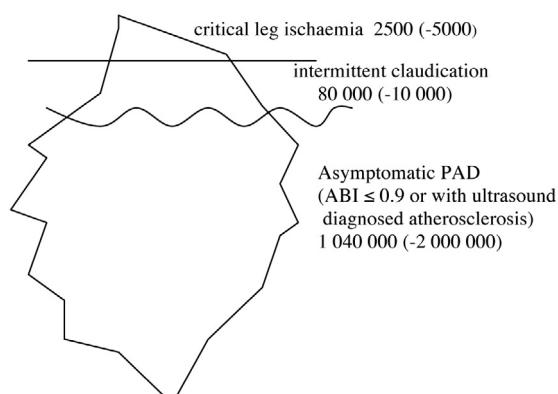 critical leg ischaemia 2500 (-5000)
intermittent claudication
80 000 (-10 000)
Asymptomatic PAD
(ABI ≤ 0.9 or with ultrasound
diagnosed atherosclerosis)
1 040 000 (-2 000 000)